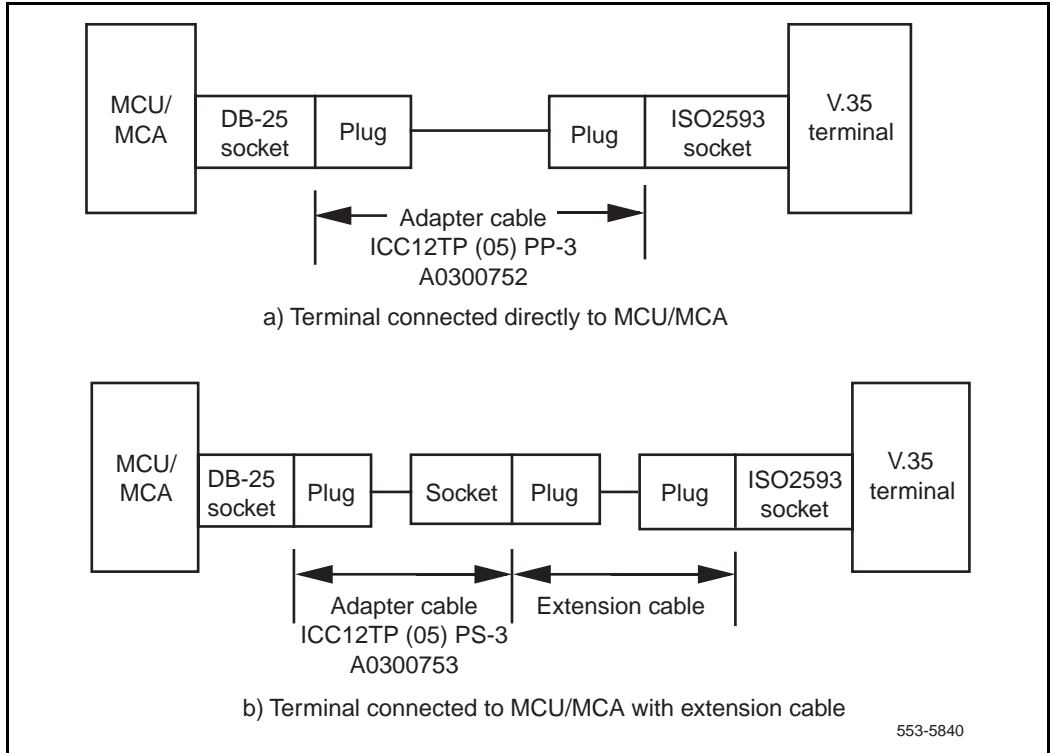 MCU/
MCA
DB-25
socket
Plug
Plug
ISO2593
socket
V.35
terminal
Adapter cable
ICC12TP (05) PP-3
A0300752
a) Terminal connected directly to MCU/MCA
MCU/
MCA
DB-25
socket
Plug
Socket
Plug
Plug
ISO2593
socket
V.35
terminal
Adapter cable
ICC12TP (05) PS-3
A0300753
Extension cable
b) Terminal connected to MCU/MCA with extension cable
553-5840